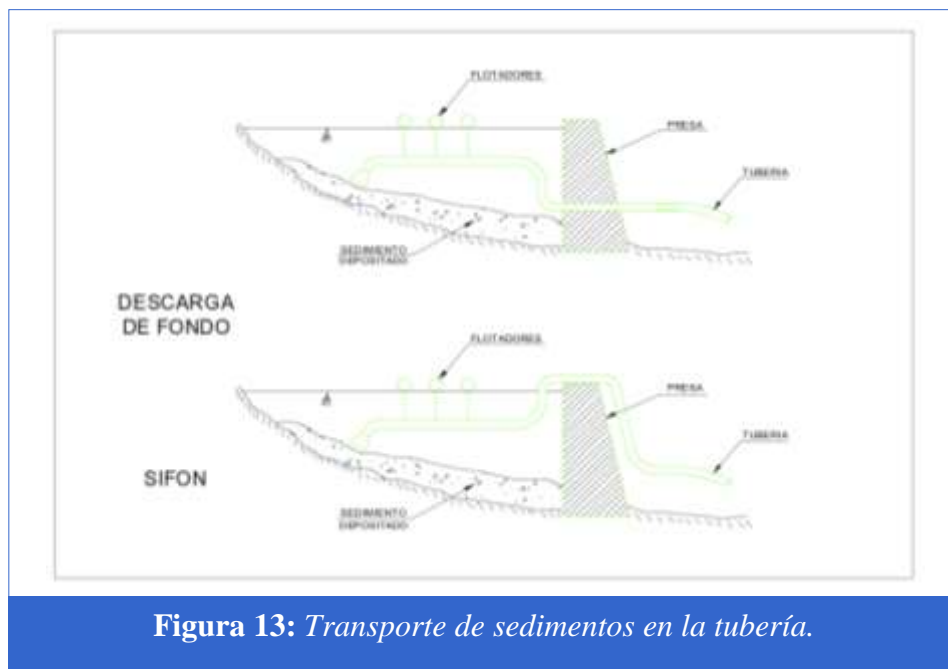 FLOTADORES
PRESA
TUBERIA
SEDIMENTO
DEPOSITADO
DESCARGA
DE FONDO
FLOTADORES
PRESA
TUBERIA
SIFON
SEDIMENTO
DEPOSITADO
Figura 13: Transporte de sedimentos en la tubería.